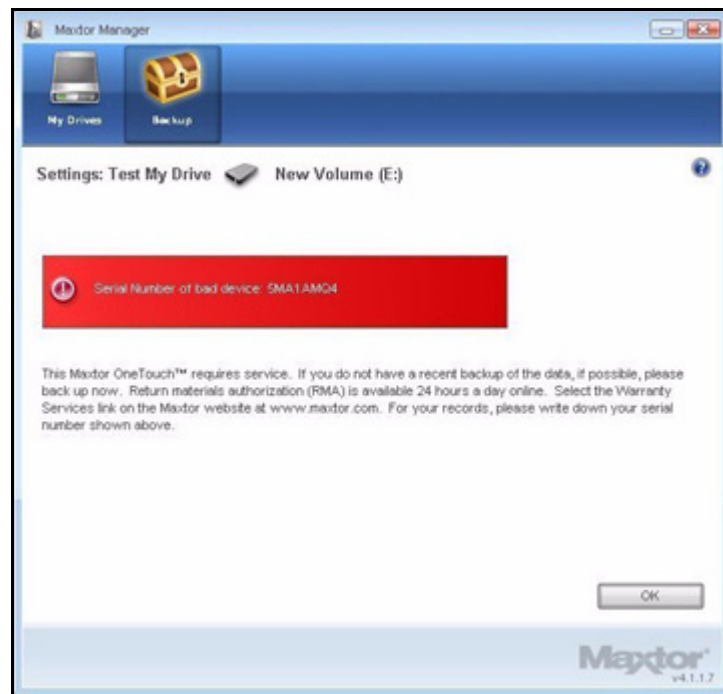 Maxtor Manager
My Drives
Backup
Settings: Test My Drive New Volume (E:)
Serial Number of bad device: 5MA1AMQ4
This Maxtor OneTouch™ requires service. If you do not have a recent backup of the data, if possible, please
back up now. Return materials authorization (RMA) is available 24 hours a day online. Select the Warranty
Services link on the Maxtor website at www.maxtor.com. For your records, please write down your serial
number shown above.
OK
Maxtor
v4.1.1.7